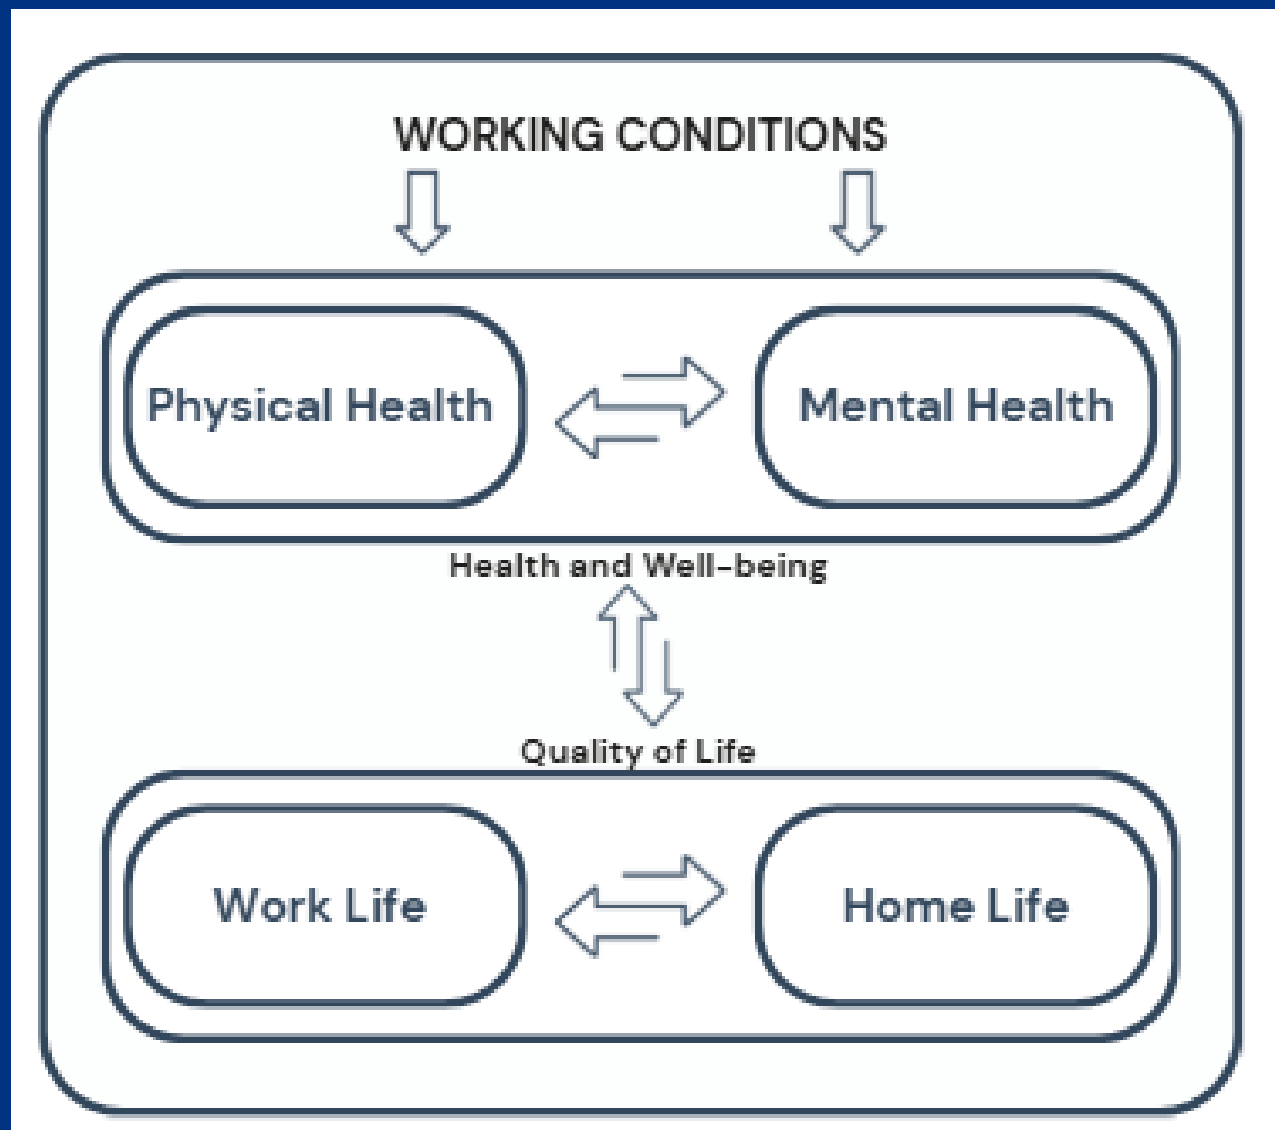 WORKING CONDITIONS
Physical Health
Mental Health
Health and Well-being
Quality of Life
Work Life
Home Life